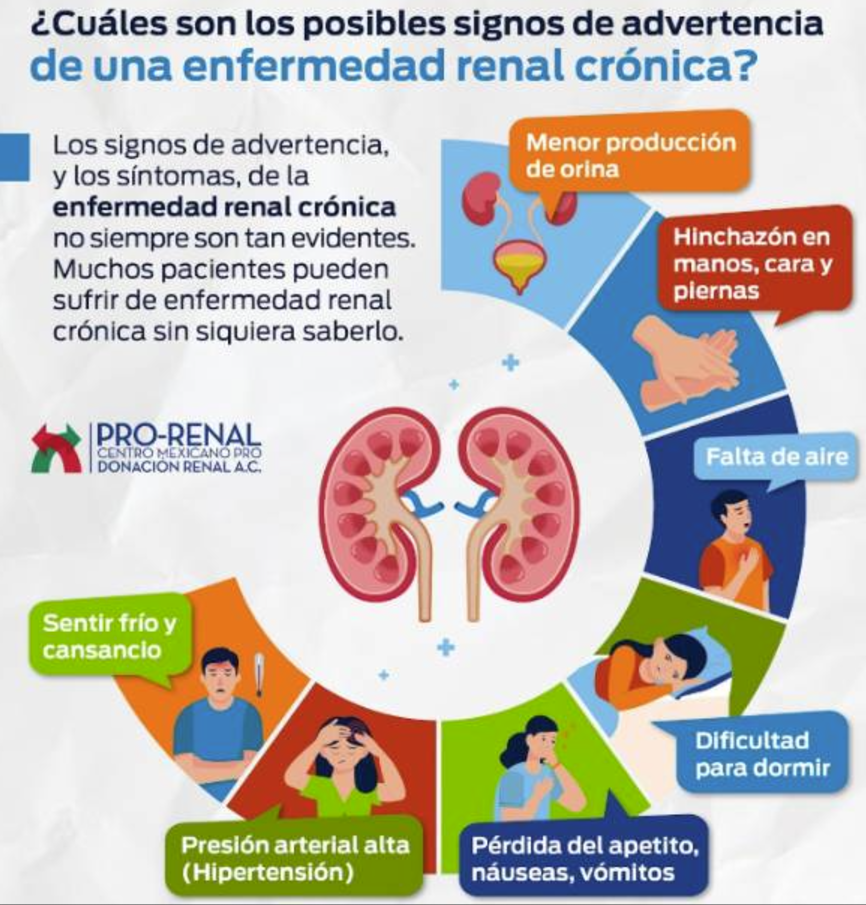 ¿Cuáles son los posibles signos de advertencia
de una enfermedad renal crónica?
Los signos de advertencia,
y los síntomas, de la
enfermedad renal crónica
no siempre son tan evidentes.
Muchos pacientes pueden
sufrir de enfermedad renal
crónica sin siquiera saberlo.
PRO-RENAL
CENTRO MEXICANO PRO
DONACIÓN RENAL A.C.
Menor producción
de orina
Hinchazón en
manos, cara y
piernas
Falta de aire
Dificultad
para dormir
Pérdida del apetito,
náuseas, vómitos
Presión arterial alta
(Hipertensión)
Sentir frío y
cansancio